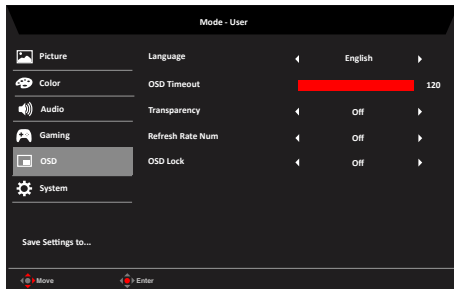 Mode - User
Picture
Language
English
Color
OSD Timeout
120
Audio
Transparency
Off
Gaming
Refresh Rate Num
Off
OSD
OSD Lock
Off
System
Save Settings to...
Move
Enter